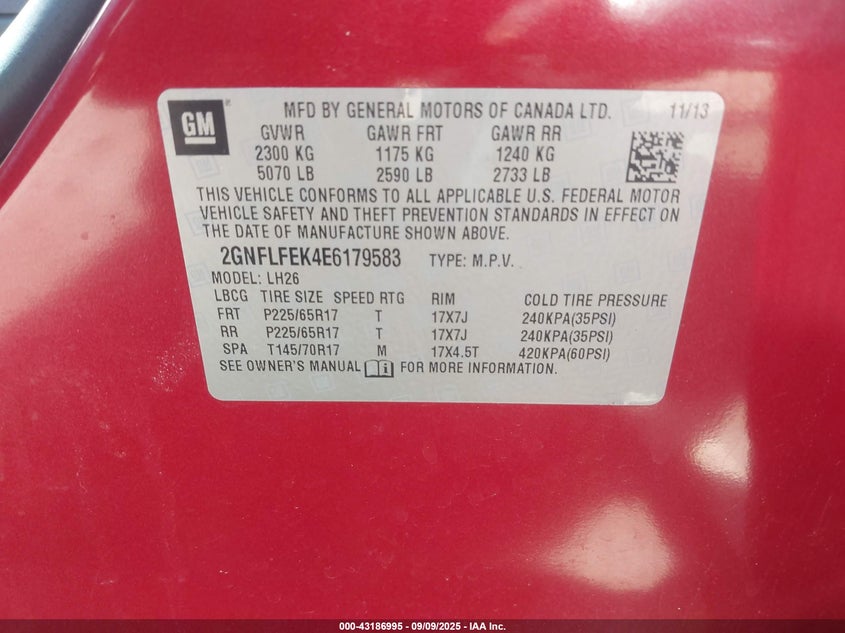 GM
MFD BY GENERAL MOTORS OF CANADA LTD. 11/13
GVWR GAWR FRT GAWR RR
2300 KG 1175 KG 1240 KG
5070 LB 2590 LB 2733 LB
THIS VEHICLE CONFORMS TO ALL APPLICABLE U.S. FEDERAL MOTOR
VEHICLE SAFETY AND THEFT PREVENTION STANDARDS IN EFFECT ON
THE DATE OF MANUFACTURE SHOWN ABOVE.
2GNFLFEK4E6179583 TYPE: M.P.V.
MODEL: LH26
LBCG TIRE SIZE SPEED RTG RIM COLD TIRE PRESSURE
FRT P225/65R17 T 17X7J 240KPA(35PSI)
RR P225/65R17 T 17X7J 240KPA(35PSI)
SPA T145/70R17 M 17X4.5T 420KPA(60PSI)
SEE OWNER'S MANUAL FOR MORE INFORMATION.
000-43186995 - 09/09/2025 - IAA Inc.